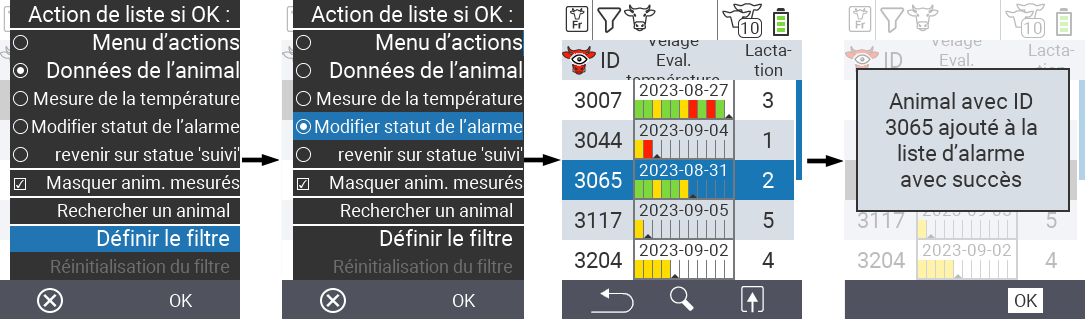 Action de liste si OK :
Menu d'actions
Données de l'animal
Mesure de la température
Modifier statut de l'alarme
revenir sur statue 'suivi'
Masquer anim. mesurés
Rechercher un animal
Définir le filtre
Réinitialisation du filtre
OK
Action de liste si OK :
Menu d'actions
Données de l'animal
Mesure de la température
Modifier statut de l'alarme
revenir sur statue 'suivi'
Masquer anim. mesurés
Rechercher un animal
Définir le filtre
Réinitialisation du filtre
OK
Fr
10
ID
Vêlage
Eval.
température
Lacta-
tion
3007 2023-08-27 3
3044 2023-09-04 1
3065 2023-08-31 2
3117 2023-09-05 5
3204 2023-09-02 4
Fr
10
ID
Vêlage
Eval.
Lacta-
tion
Animal avec ID
3065 ajouté à la
liste d'alarme
avec succès
3117 2023-09-05 5
3204 2023-09-02 4
OK